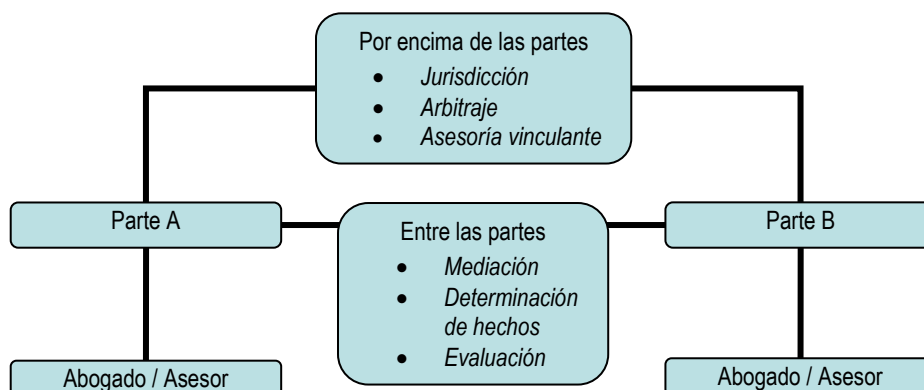 Por encima de las partes
• Jurisdicción
• Arbitraje
• Asesoría vinculante
Parte A
Parte B
Entre las partes
• Mediación
• Determinación
de hechos
• Evaluación
Abogado / Asesor
Abogado / Asesor